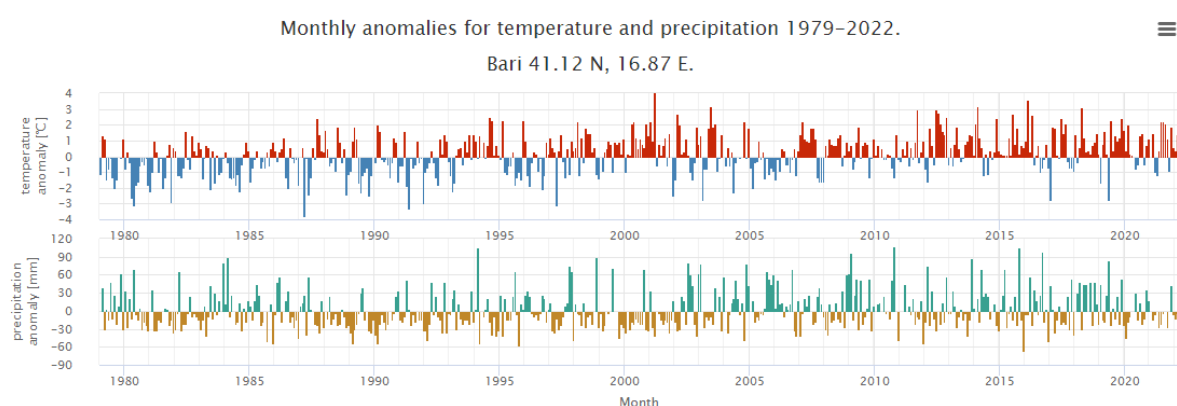 Monthly anomalies for temperature and precipitation 1979-2022.
Bari 41.12 N, 16.87 E.
temperature
anomaly [°C]
4
3
2
1
0
-1
-2
-3
-4
1980 1985 1990 1995 2000 2005 2010 2015 2020
precipitation
anomaly [mm]
120
90
60
30
0
-30
-60
-90
1980 1985 1990 1995 2000 2005 2010 2015 2020
Month